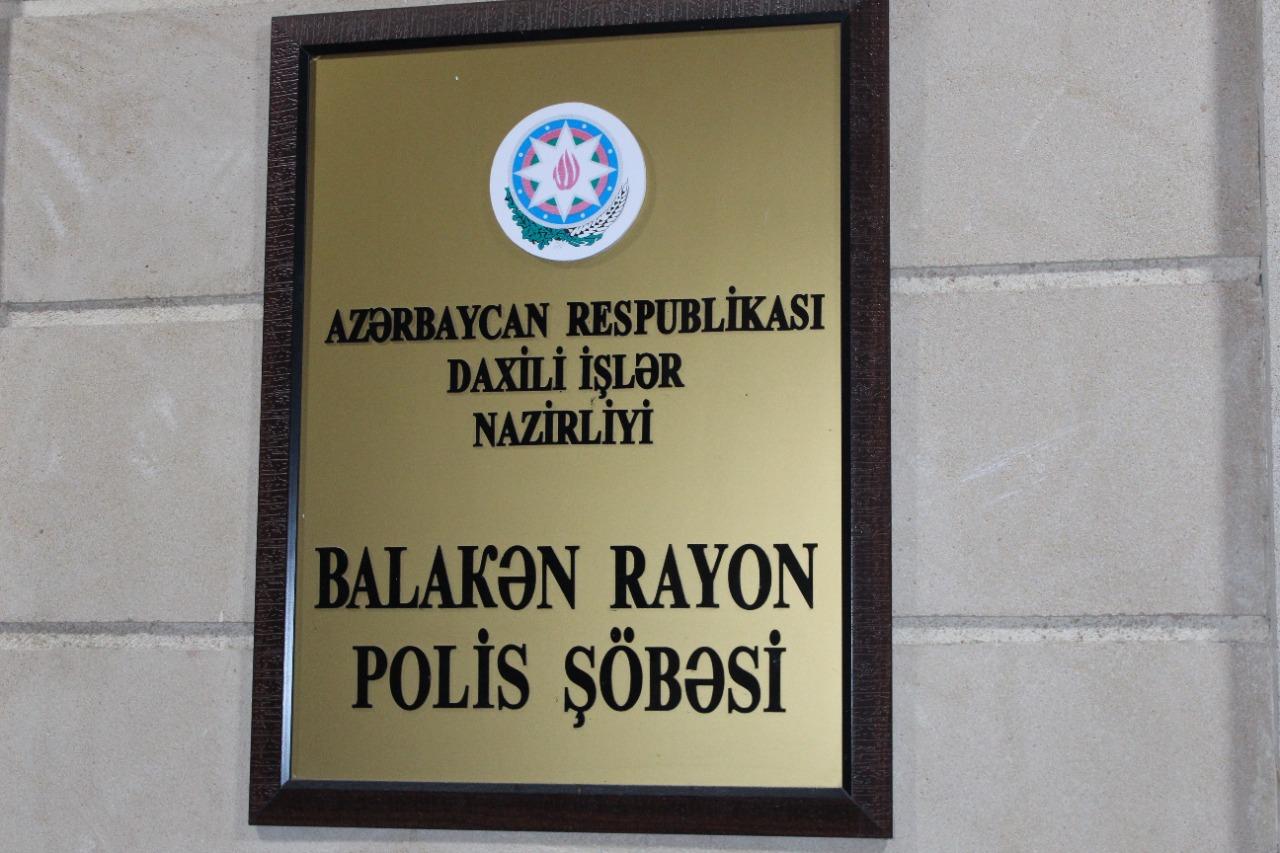 AZƏRBAYCAN RESPUBLİKASI
DAXİLİ İŞLƏR
NAZİRLİYİ
BALAKƏN RAYON
POLİS ŞÖBƏSİ